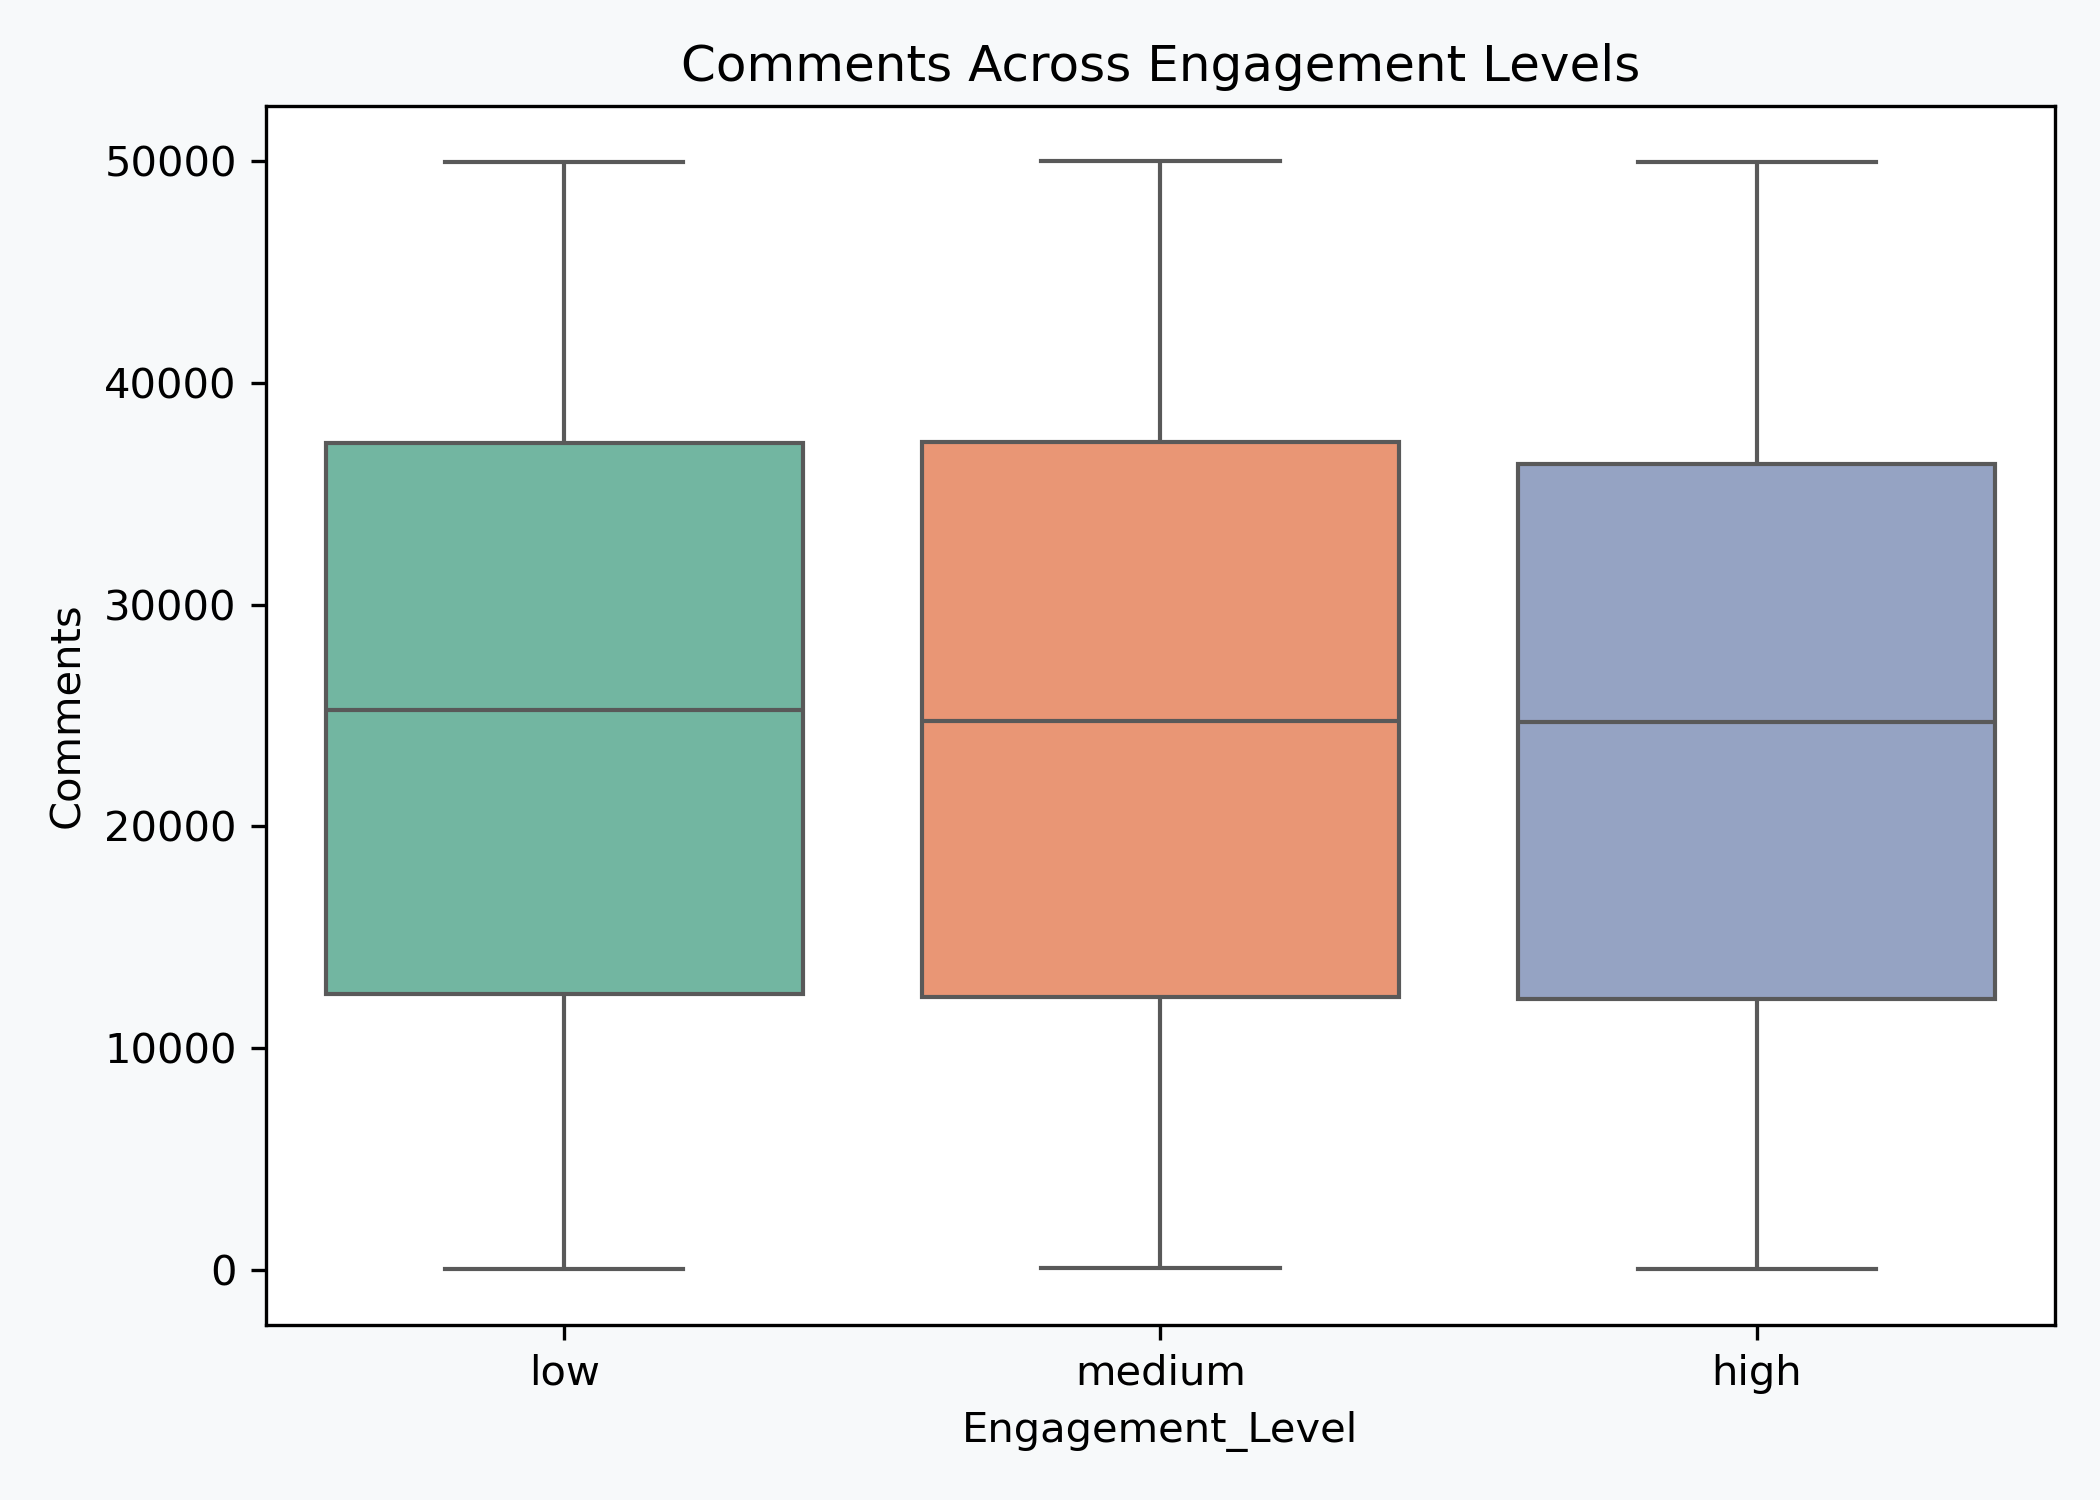 Comments Across Engagement Levels
Comments
50000
40000
30000
20000
10000
0
low
medium
high
Engagement_Level